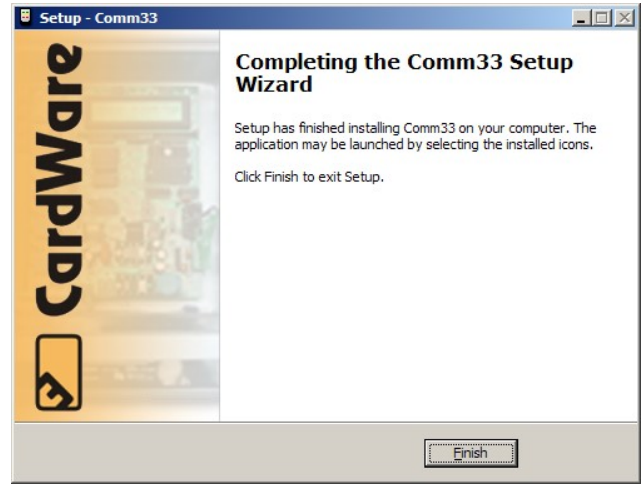 Setup - Comm33
CardWare
Completing the Comm33 Setup
Wizard
Setup has finished installing Comm33 on your computer. The
application may be launched by selecting the installed icons.
Click Finish to exit Setup.
Finish